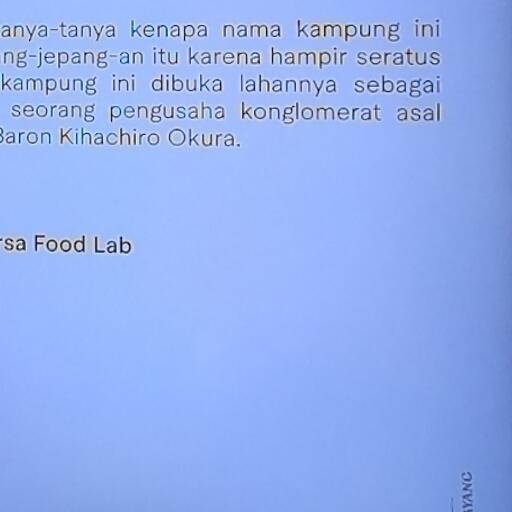 anya-tanya kenapa nama kampung ini
ng-jepang-an itu karena hampir seratus
kampung ini dibuka lahannya sebagai
seorang pengusaha konglomerat asal
Baron Kihachiro Okura.
rsa Food Lab